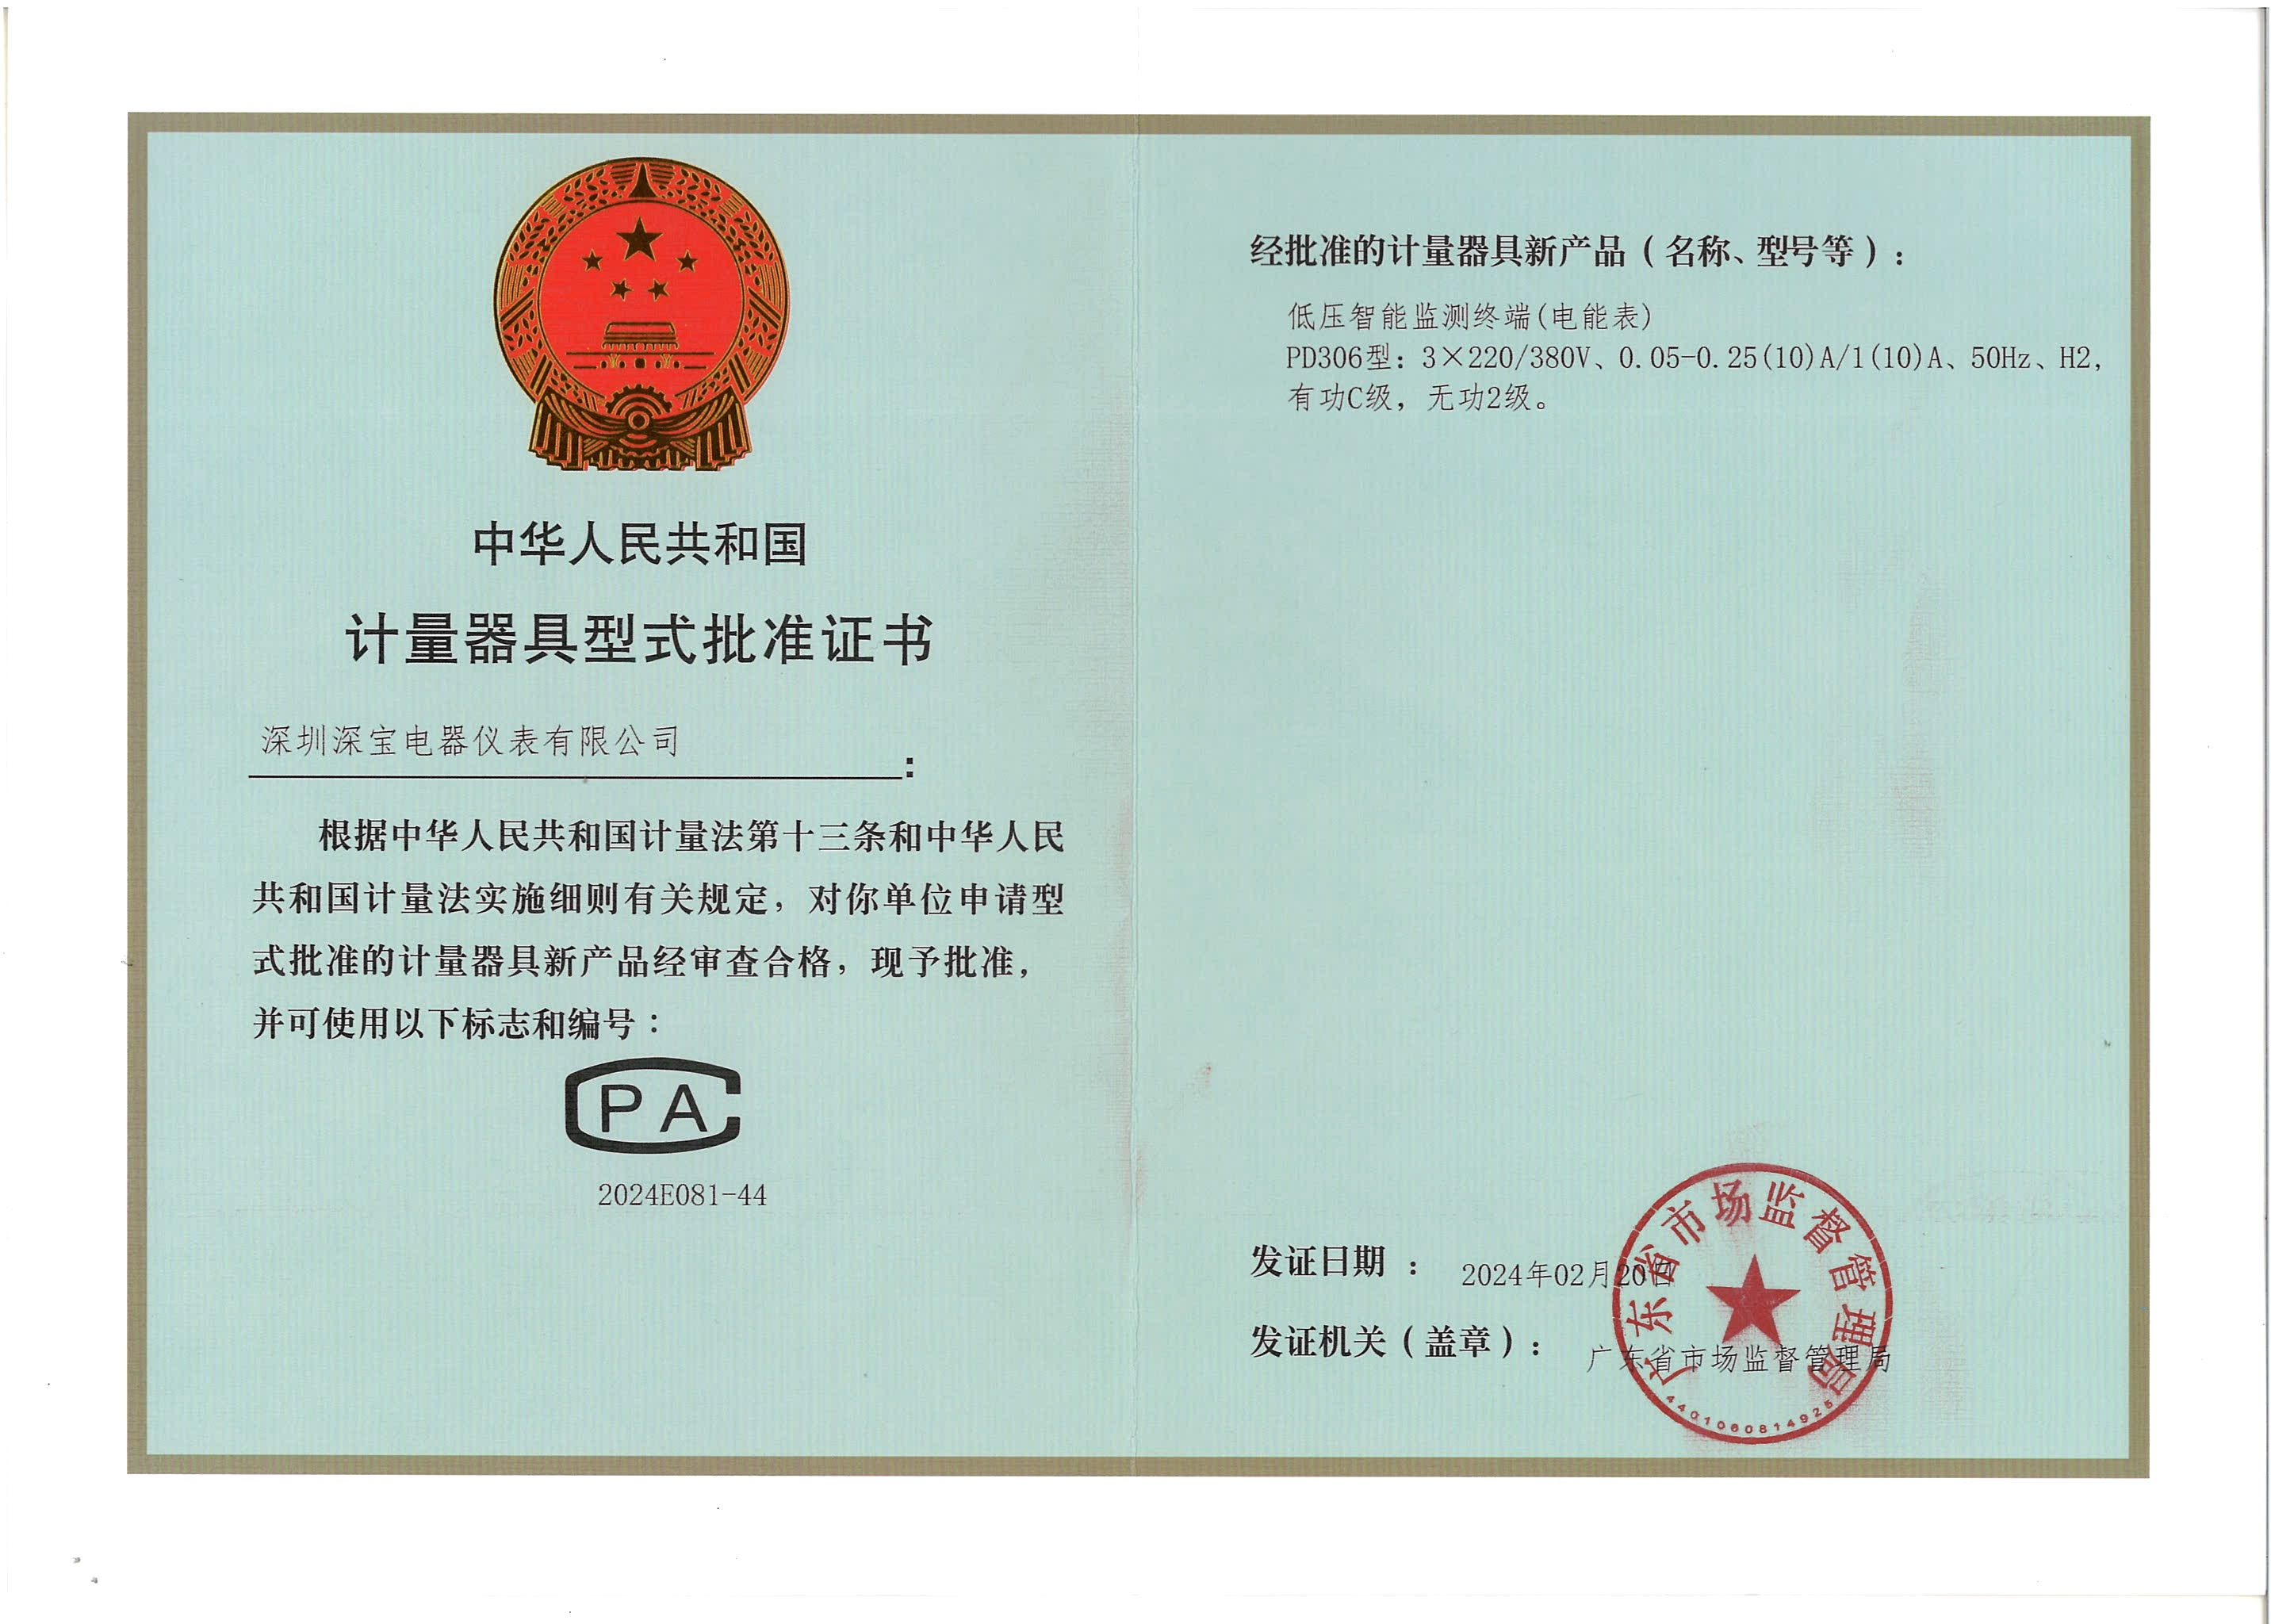 中华人民共和国
计量器具型式批准证书
深圳深宝电器仪表有限公司：
根据中华人民共和国计量法第十三条和中华人民
共和国计量法实施细则有关规定，对你单位申请型
式批准的计量器具新产品经审查合格，现予批准，
并可使用以下标志和编号：
CPA
2024E081-44
经批准的计量器具新产品（名称、型号等）：
低压智能监测终端(电能表)
PD306型：3×220/380V、0.05-0.25(10)A/1(10)A、50Hz、H2，
有功C级，无功2级。
发证日期：2024年02月20日
发证机关（盖章）：广东省市场监督管理局
广东省市场监督管理局
4401060814925